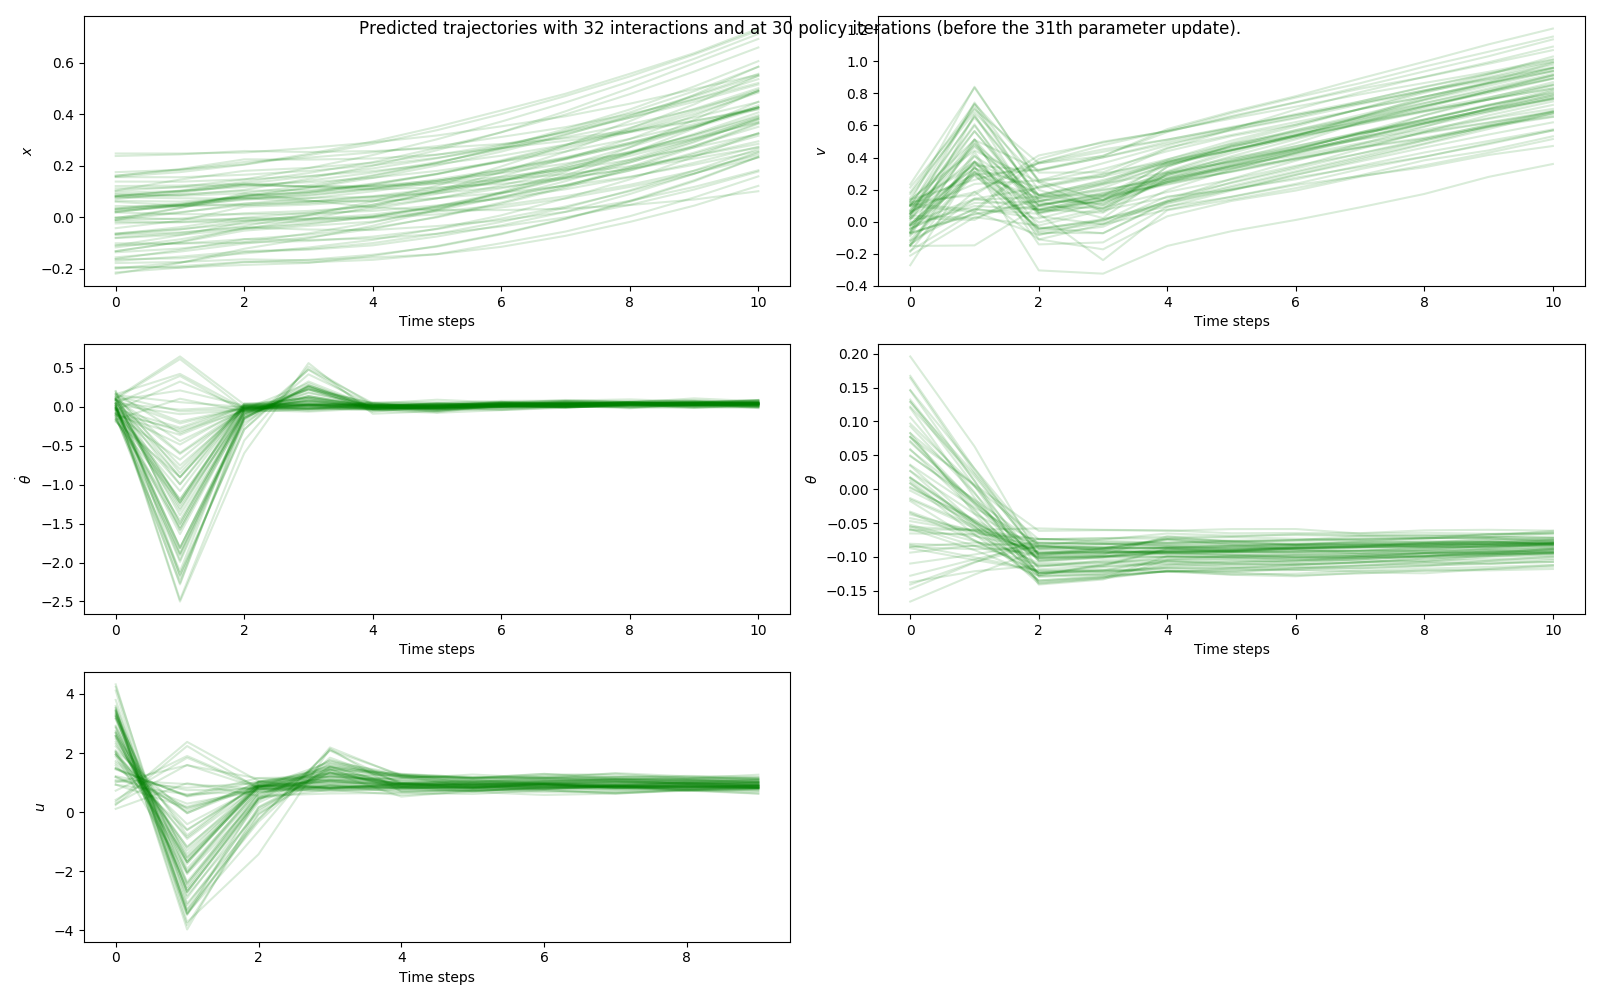 Predicted trajectories with 32 interactions and at 30 policy iterations (before the 31th parameter update).
0.6
0.4
0.2
0.0
−0.2
x
0 2 4 6 8 10
Time steps
1.2
1.0
0.8
0.6
0.4
0.2
0.0
−0.2
−0.4
v
0 2 4 6 8 10
Time steps
0.5
0.0
−0.5
−1.0
−1.5
−2.0
−2.5
θ̇
0 2 4 6 8 10
Time steps
0.20
0.15
0.10
0.05
0.00
−0.05
−0.10
−0.15
θ
0 2 4 6 8 10
Time steps
4
2
0
−2
−4
u
0 2 4 6 8
Time steps